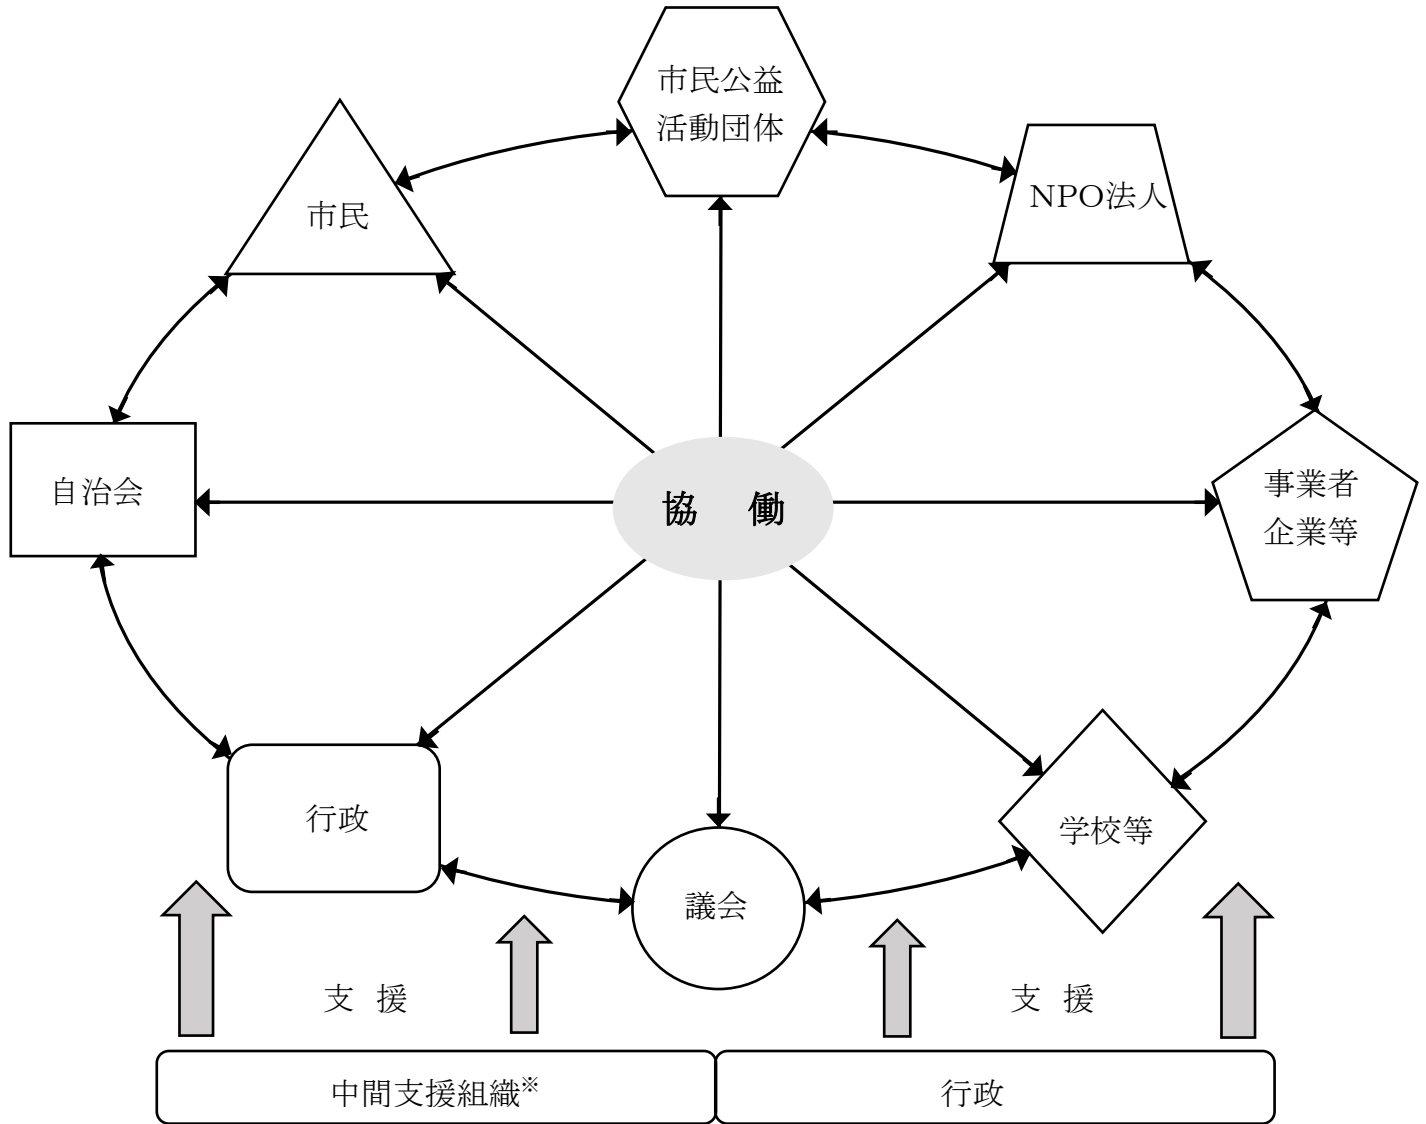 市民公益
活動団体
市民
NPO法人
自治会
協 働
事業者
企業等
行政
議会
学校等
支 援
支 援
中間支援組織※
行政